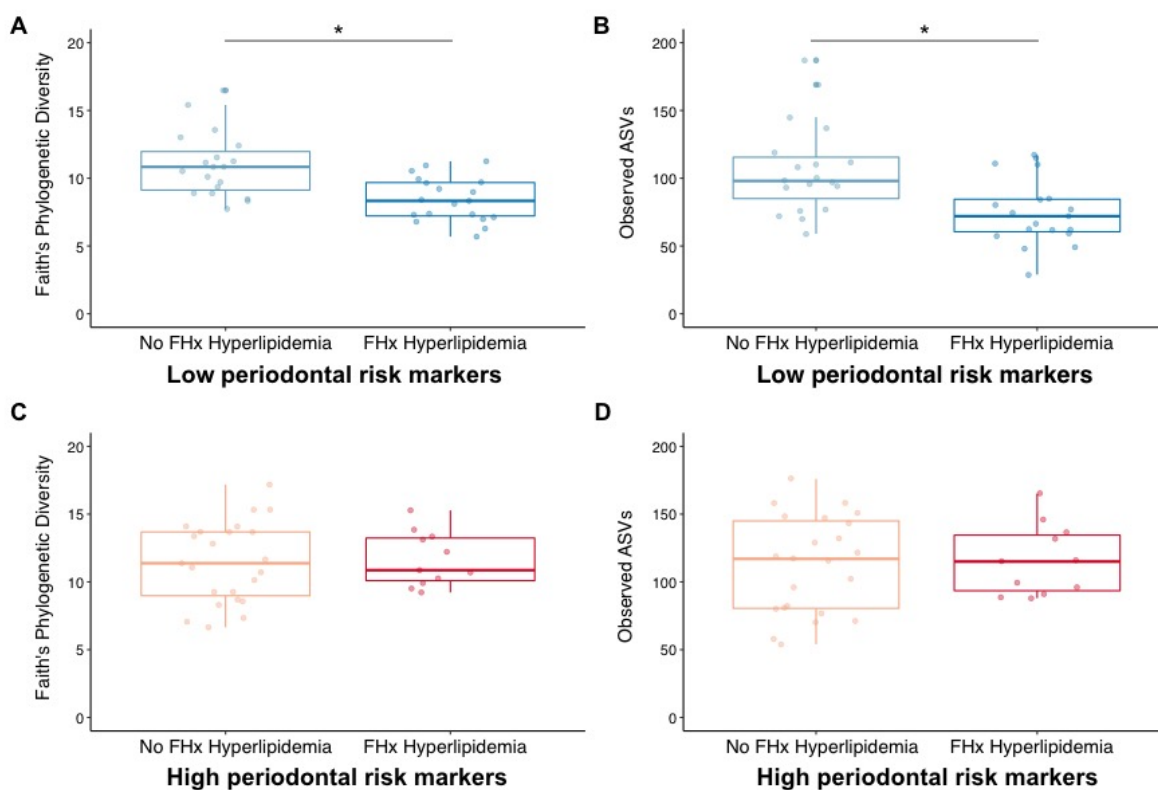 A
*
Faith's Phylogenetic Diversity
20
15
10
5
0
No FHx Hyperlipidemia FHx Hyperlipidemia
Low periodontal risk markers
B
*
Observed ASVs
200
150
100
50
0
No FHx Hyperlipidemia FHx Hyperlipidemia
Low periodontal risk markers
C
Faith's Phylogenetic Diversity
20
15
10
5
0
No FHx Hyperlipidemia FHx Hyperlipidemia
High periodontal risk markers
D
Observed ASVs
200
150
100
50
0
No FHx Hyperlipidemia FHx Hyperlipidemia
High periodontal risk markers